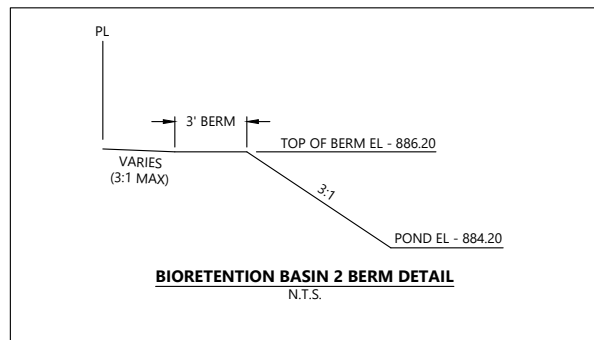 PL
3' BERM
TOP OF BERM EL - 886.20
VARIES
(3:1 MAX)
3:1
POND EL - 884.20
BIORETENTION BASIN 2 BERM DETAIL
N.T.S.